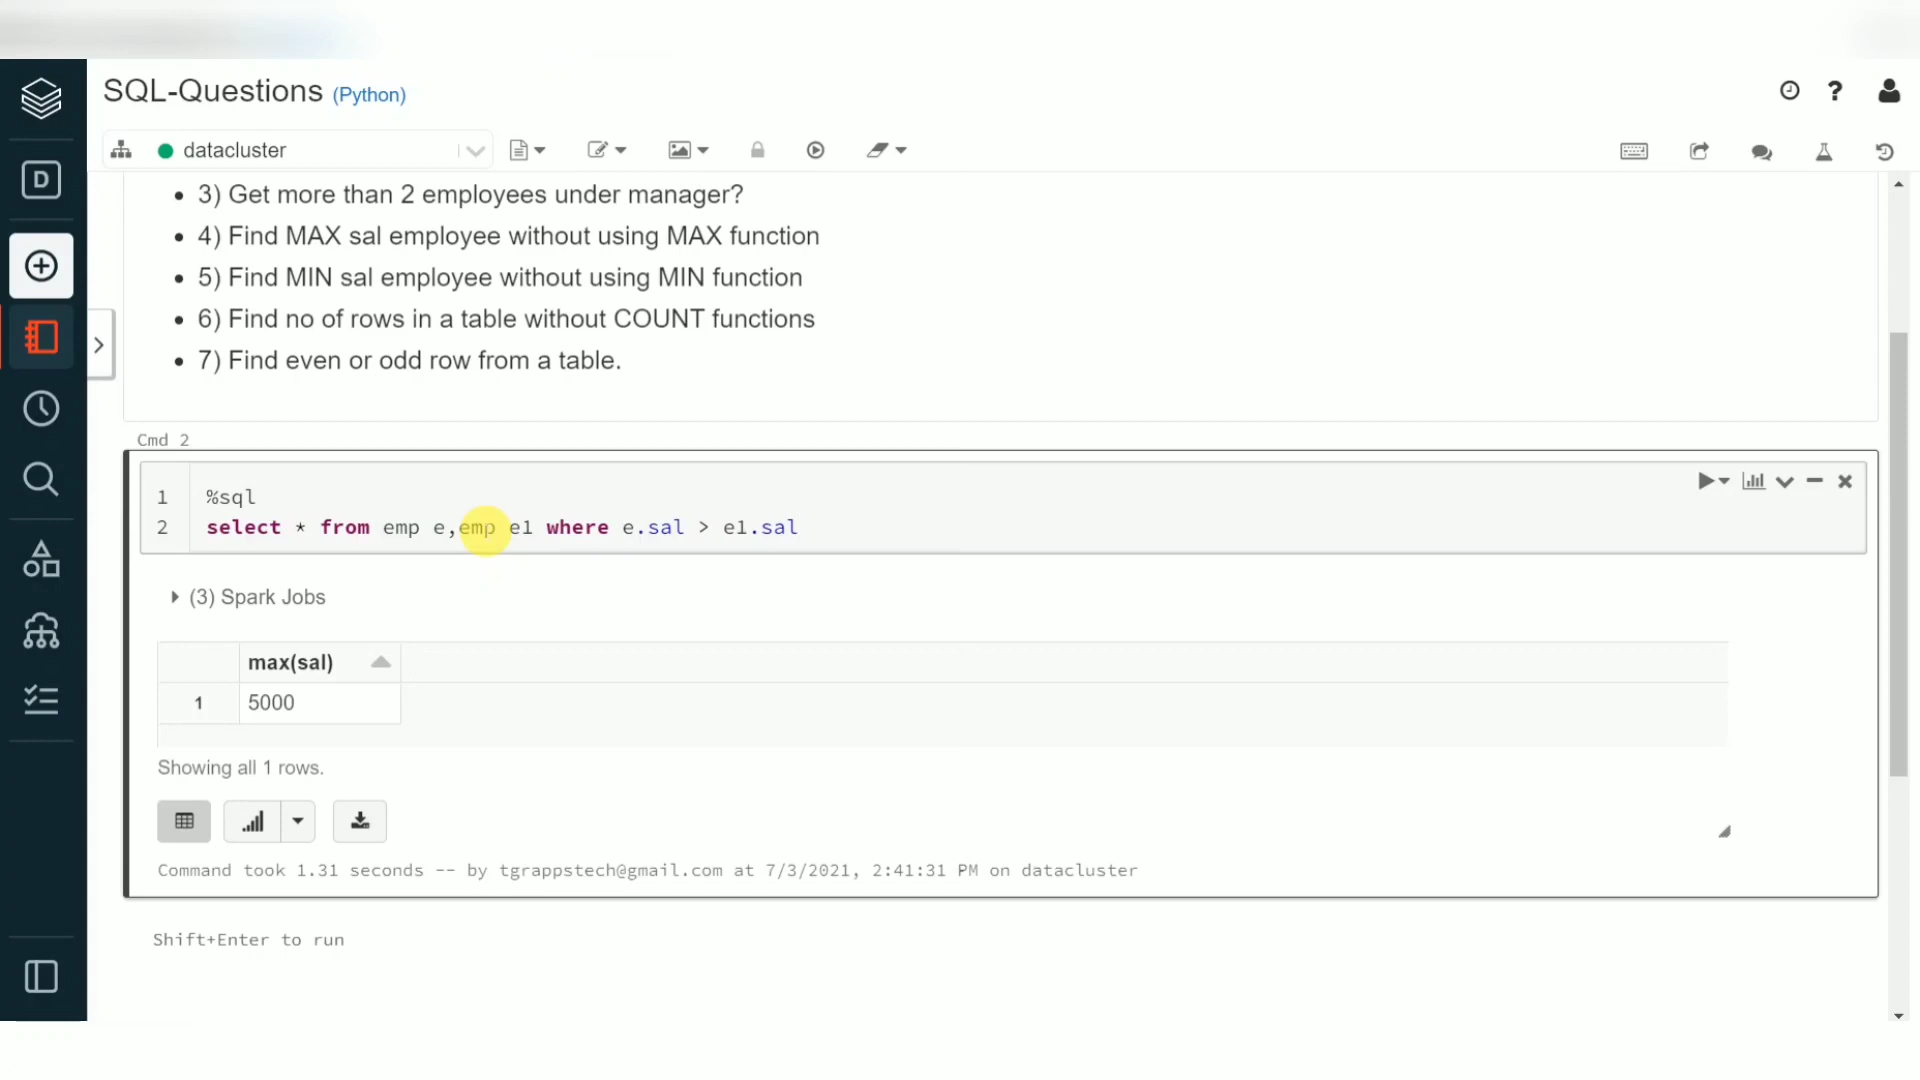 SQL-Questions (Python)
datacluster
D
• 3) Get more than 2 employees under manager?
• 4) Find MAX sal employee without using MAX function
• 5) Find MIN sal employee without using MIN function
• 6) Find no of rows in a table without COUNT functions
• 7) Find even or odd row from a table.
Cmd 2
1 %sql
2 select * from emp e,emp e1 where e.sal > e1.sal
(3) Spark Jobs
max(sal)
1 5000
Showing all 1 rows.
Command took 1.31 seconds -- by tgrappstech@gmail.com at 7/3/2021, 2:41:31 PM on datacluster
Shift+Enter to run